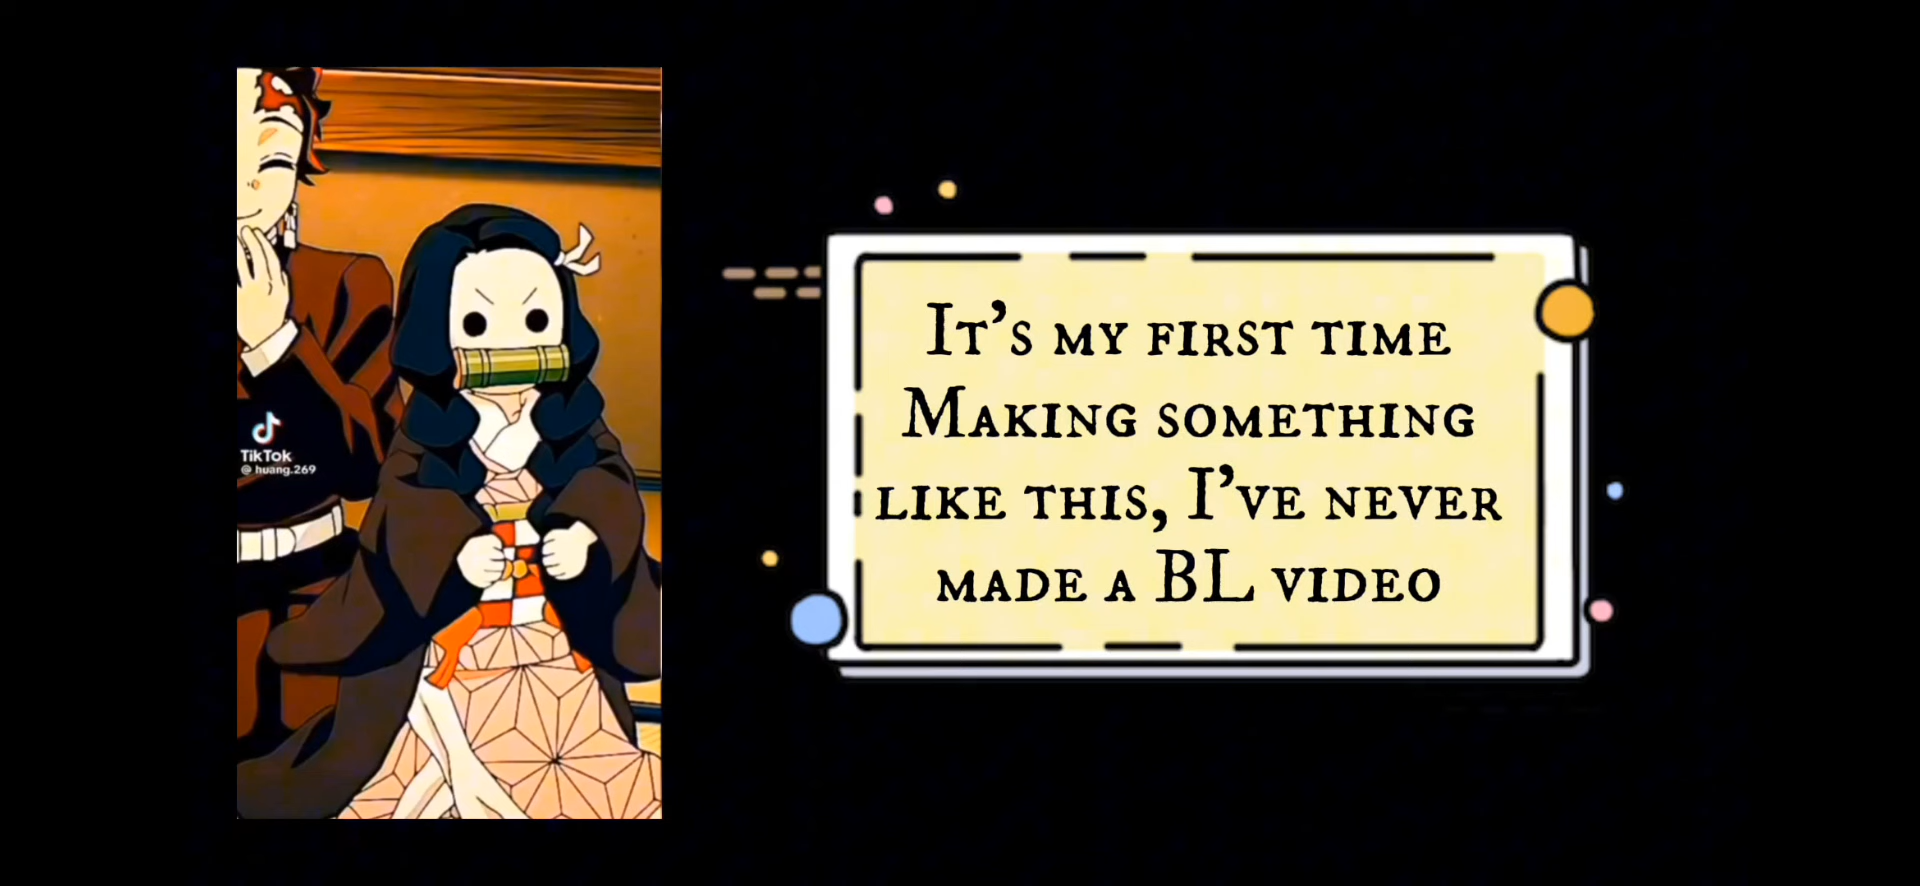 TikTok
@huang.269
It's my first time
Making something
like this, I've never
made a BL video